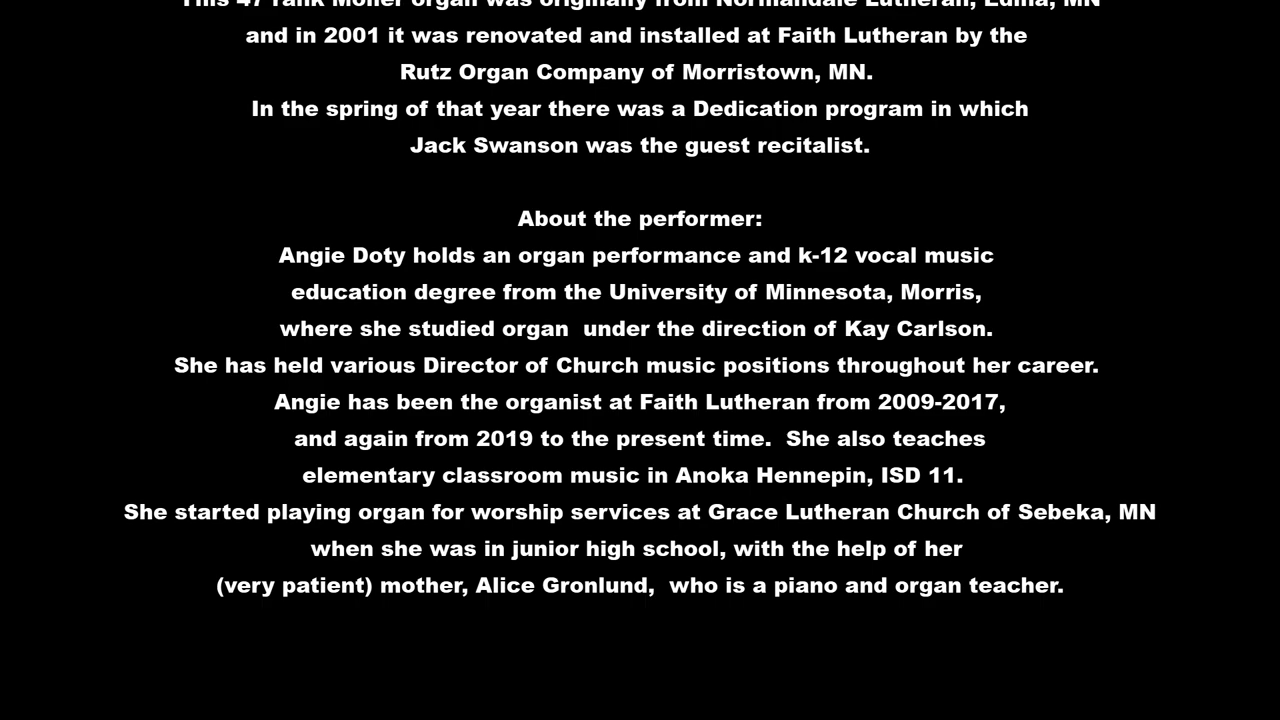 This 47 rank Moller organ was originally from Normandale Lutheran, Edina, MN
and in 2001 it was renovated and installed at Faith Lutheran by the
Rutz Organ Company of Morristown, MN.
In the spring of that year there was a Dedication program in which
Jack Swanson was the guest recitalist.
About the performer:
Angie Doty holds an organ performance and k-12 vocal music
education degree from the University of Minnesota, Morris,
where she studied organ  under the direction of Kay Carlson.
She has held various Director of Church music positions throughout her career.
Angie has been the organist at Faith Lutheran from 2009-2017,
and again from 2019 to the present time.  She also teaches
elementary classroom music in Anoka Hennepin, ISD 11.
She started playing organ for worship services at Grace Lutheran Church of Sebeka, MN
when she was in junior high school, with the help of her
(very patient) mother, Alice Gronlund,  who is a piano and organ teacher.